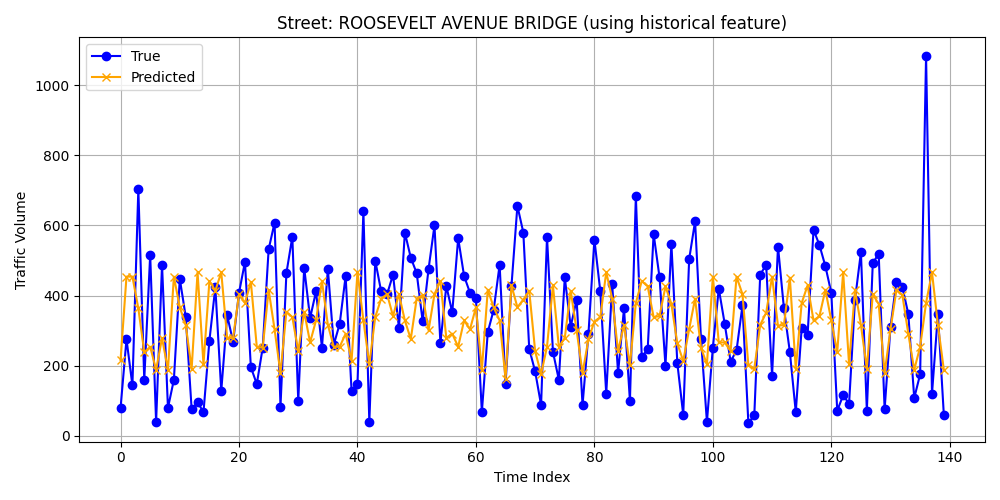 Street: ROOSEVELT AVENUE BRIDGE (using historical feature)
True
Predicted
Traffic Volume
1000
800
600
400
200
0
0 20 40 60 80 100 120 140
Time Index